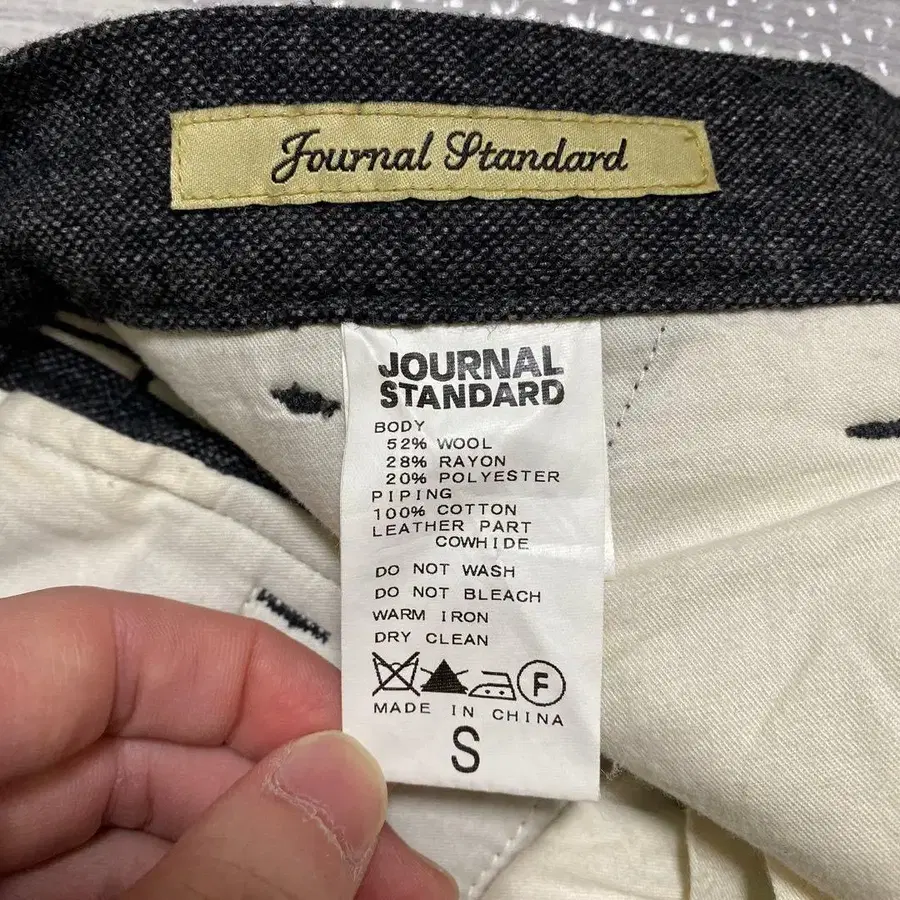 Journal Standard
JOURNAL
STANDARD
BODY
52% WOOL
28% RAYON
20% POLYESTER
PIPING
100% COTTON
LEATHER PART
COWHIDE
DO NOT WASH
DO NOT BLEACH
WARM IRON
DRY CLEAN
F
MADE IN CHINA
S